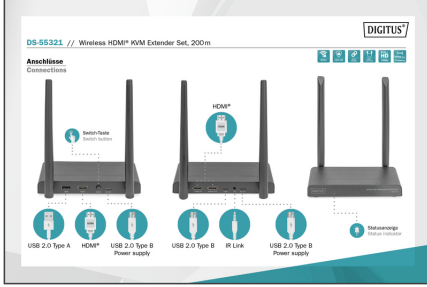 DIGITUS®
DS-55321 // Wireless HDMI® KVM Extender Set, 200 m
Anschlüsse
Connections
HDMI®
Switch Taste
Switch button
USB 2.0 Type A
HDMI®
USB 2.0 Type B
Power supply
USB 2.0 Type B
IR Link
USB 2.0 Type B
Power supply
Statusanzeige
Status indicator